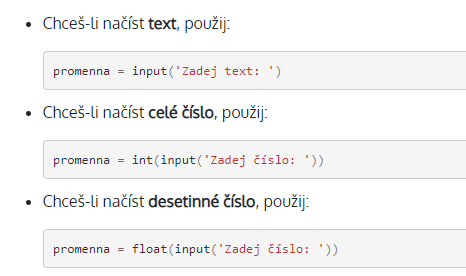 Chceš-li načíst text, použij:
promenna = input('Zadej text: ')
Chceš-li načíst celé číslo, použij:
promenna = int(input('Zadej číslo: '))
Chceš-li načíst desetinné číslo, použij:
promenna = float(input('Zadej číslo: '))